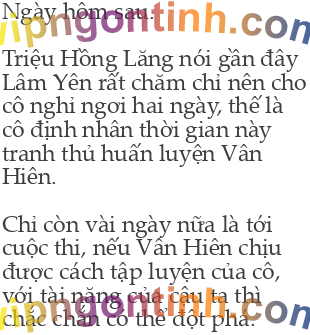 Ngày hôm sau.
vipngontinh.com
Triệu Hồng Lăng nói gần đây
Lâm Yên rất chăm chỉ nên cho
cô nghỉ ngơi hai ngày, thế là
cô định nhân thời gian này
tranh thủ huấn luyện Vân
Hiên.
Chỉ còn vài ngày nữa là tới
cuộc thi, nếu Vân Hiên chịu
được cách tập luyện của cô,
với tài năng của cậu ta thì
vipngontinh.com
chắc chắn có thể đột phá.